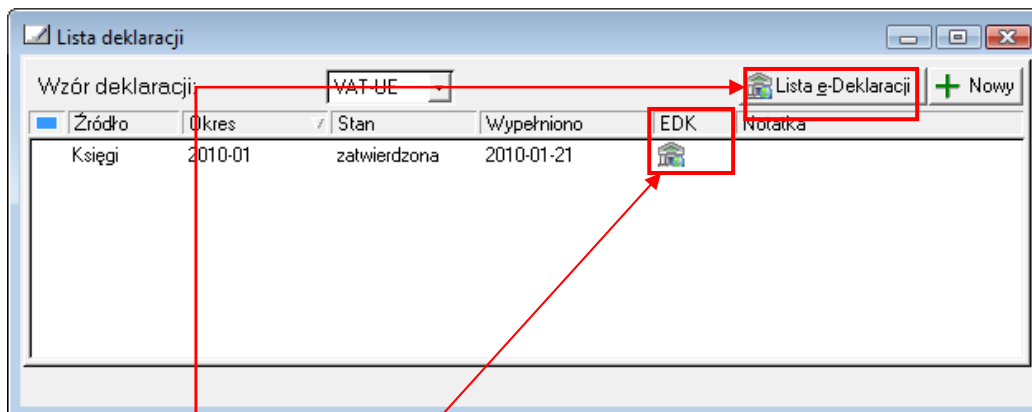 Lista deklaracji
Wzór deklaracji: VAT-UE Lista e-Deklaracji Nowy
Źródło Okres Stan Wypełniono EDK Notatka
Księgi 2010-01 zatwierdzona 2010-01-21